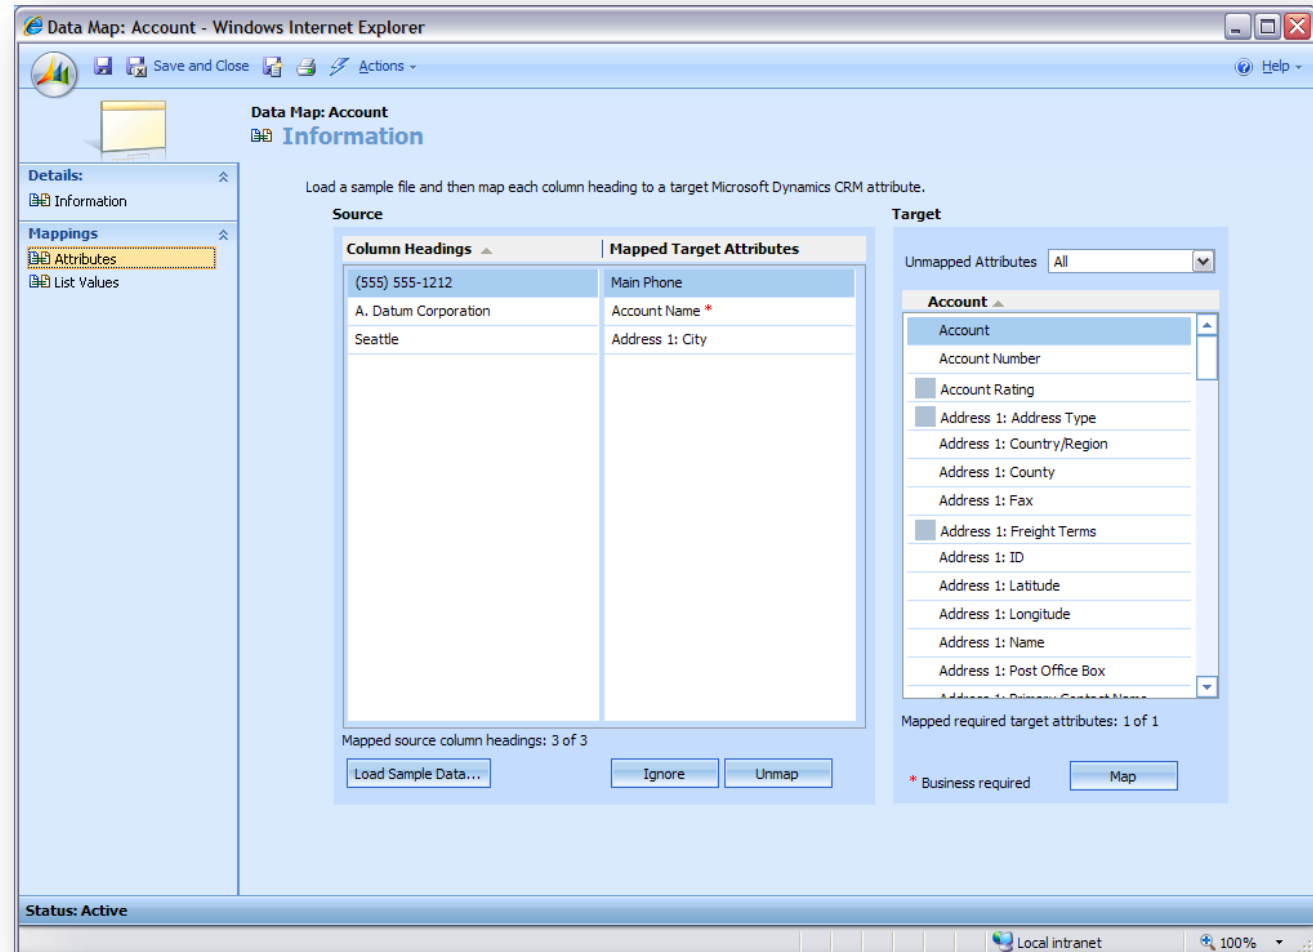 Data Map: Account - Windows Internet Explorer
Save and Close Actions Help
Data Map: Account
Information
Details:
Information
Mappings
Attributes
List Values
Load a sample file and then map each column heading to a target Microsoft Dynamics CRM attribute.
Source
Column Headings Mapped Target Attributes
(555) 555-1212 Main Phone
A. Datum Corporation Account Name *
Seattle Address 1: City
Mapped source column headings: 3 of 3
Load Sample Data... Ignore Unmap
Target
Unmapped Attributes All
Account
Account
Account Number
Account Rating
Address 1: Address Type
Address 1: Country/Region
Address 1: County
Address 1: Fax
Address 1: Freight Terms
Address 1: ID
Address 1: Latitude
Address 1: Longitude
Address 1: Name
Address 1: Post Office Box
Address 1: Primary Contact Name
Mapped required target attributes: 1 of 1
* Business required Map
Status: Active
Local intranet 100%